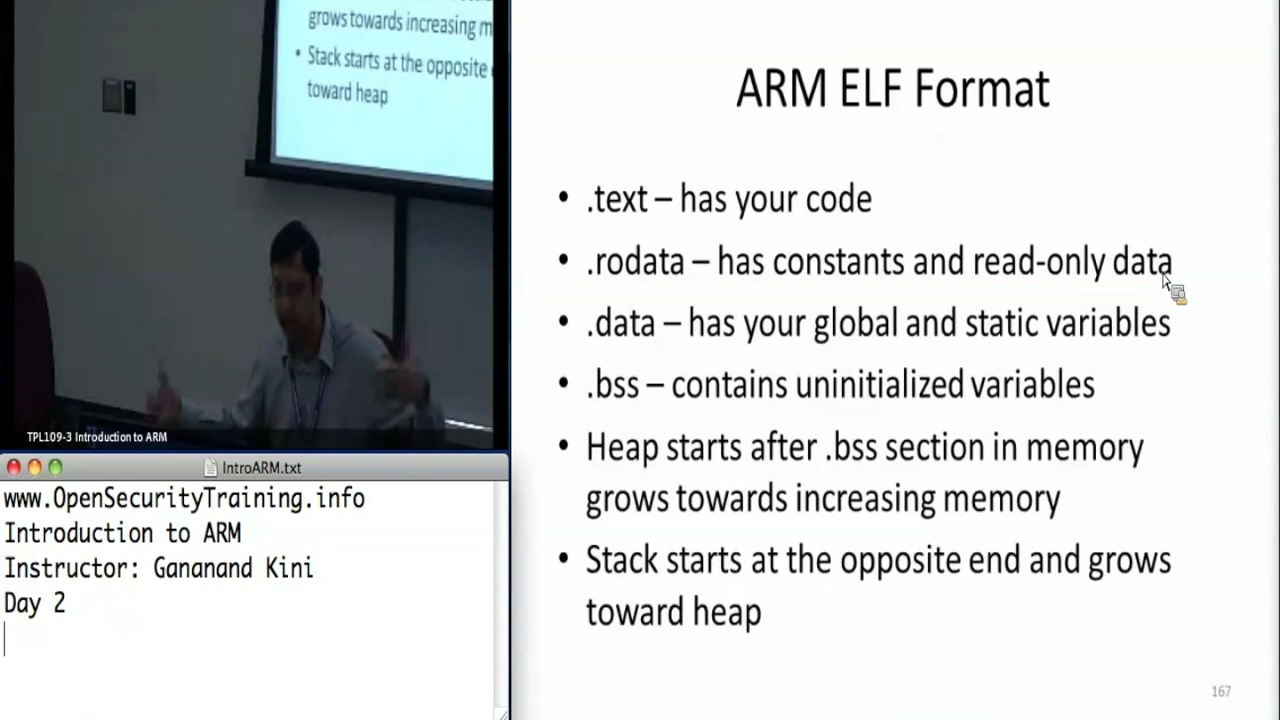 grows towards increasing m
• Stack starts at the opposite
toward heap
TPL109-3 Introduction to ARM
IntroARM.txt
www.OpenSecurityTraining.info
Introduction to ARM
Instructor: Gananand Kini
Day 2
ARM ELF Format
• .text – has your code
• .rodata – has constants and read-only data
• .data – has your global and static variables
• .bss – contains uninitialized variables
• Heap starts after .bss section in memory
grows towards increasing memory
• Stack starts at the opposite end and grows
toward heap
167